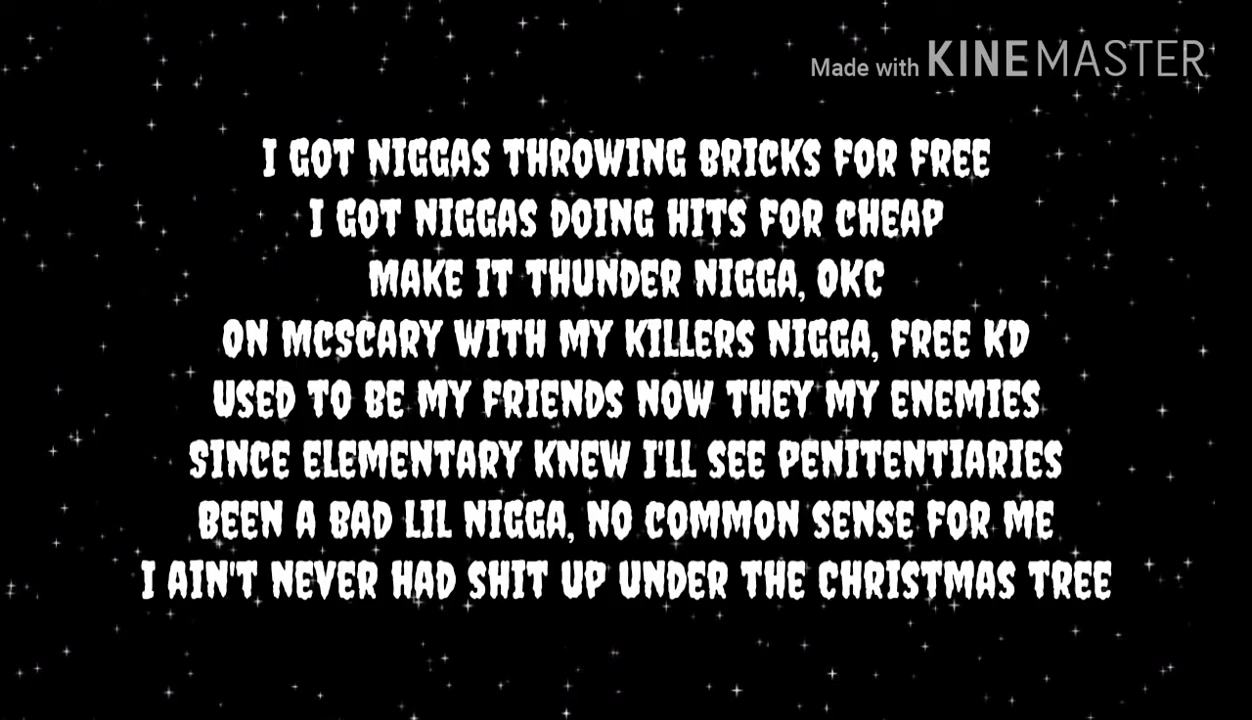 Made with KINEMASTER
I GOT NIGGAS THROWING BRICKS FOR FREE
I GOT NIGGAS DOING HITS FOR CHEAP
MAKE IT THUNDER NIGGA, OKC
ON MCSCARY WITH MY KILLERS NIGGA, FREE KD
USED TO BE MY FRIENDS NOW THEY MY ENEMIES
SINCE ELEMENTARY KNEW I'LL SEE PENITENTIARIES
BEEN A BAD LIL NIGGA, NO COMMON SENSE FOR ME
I AIN'T NEVER HAD SHIT UP UNDER THE CHRISTMAS TREE